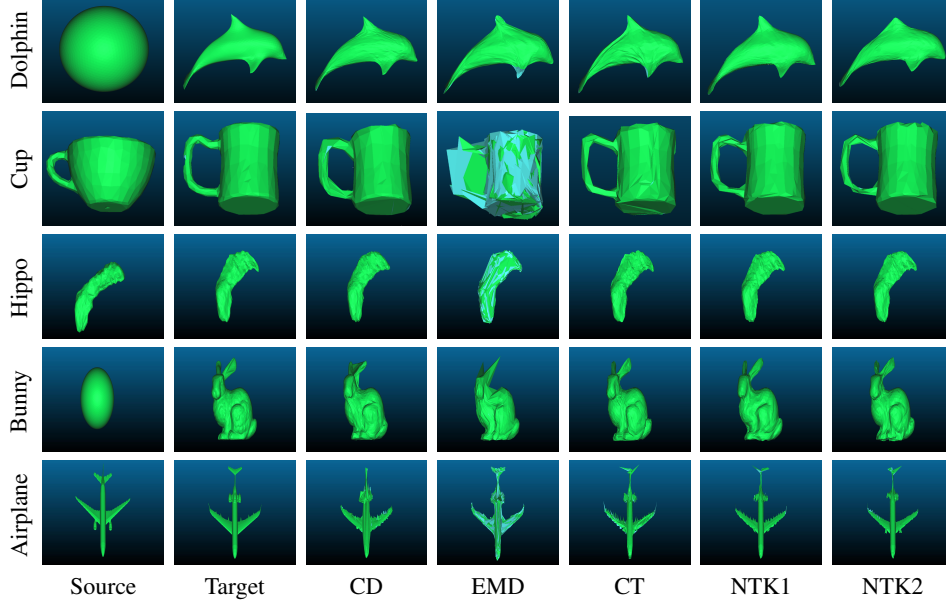 Dolphin
Cup
Hippo
Bunny
Airplane
Source Target CD EMD CT NTK1 NTK2